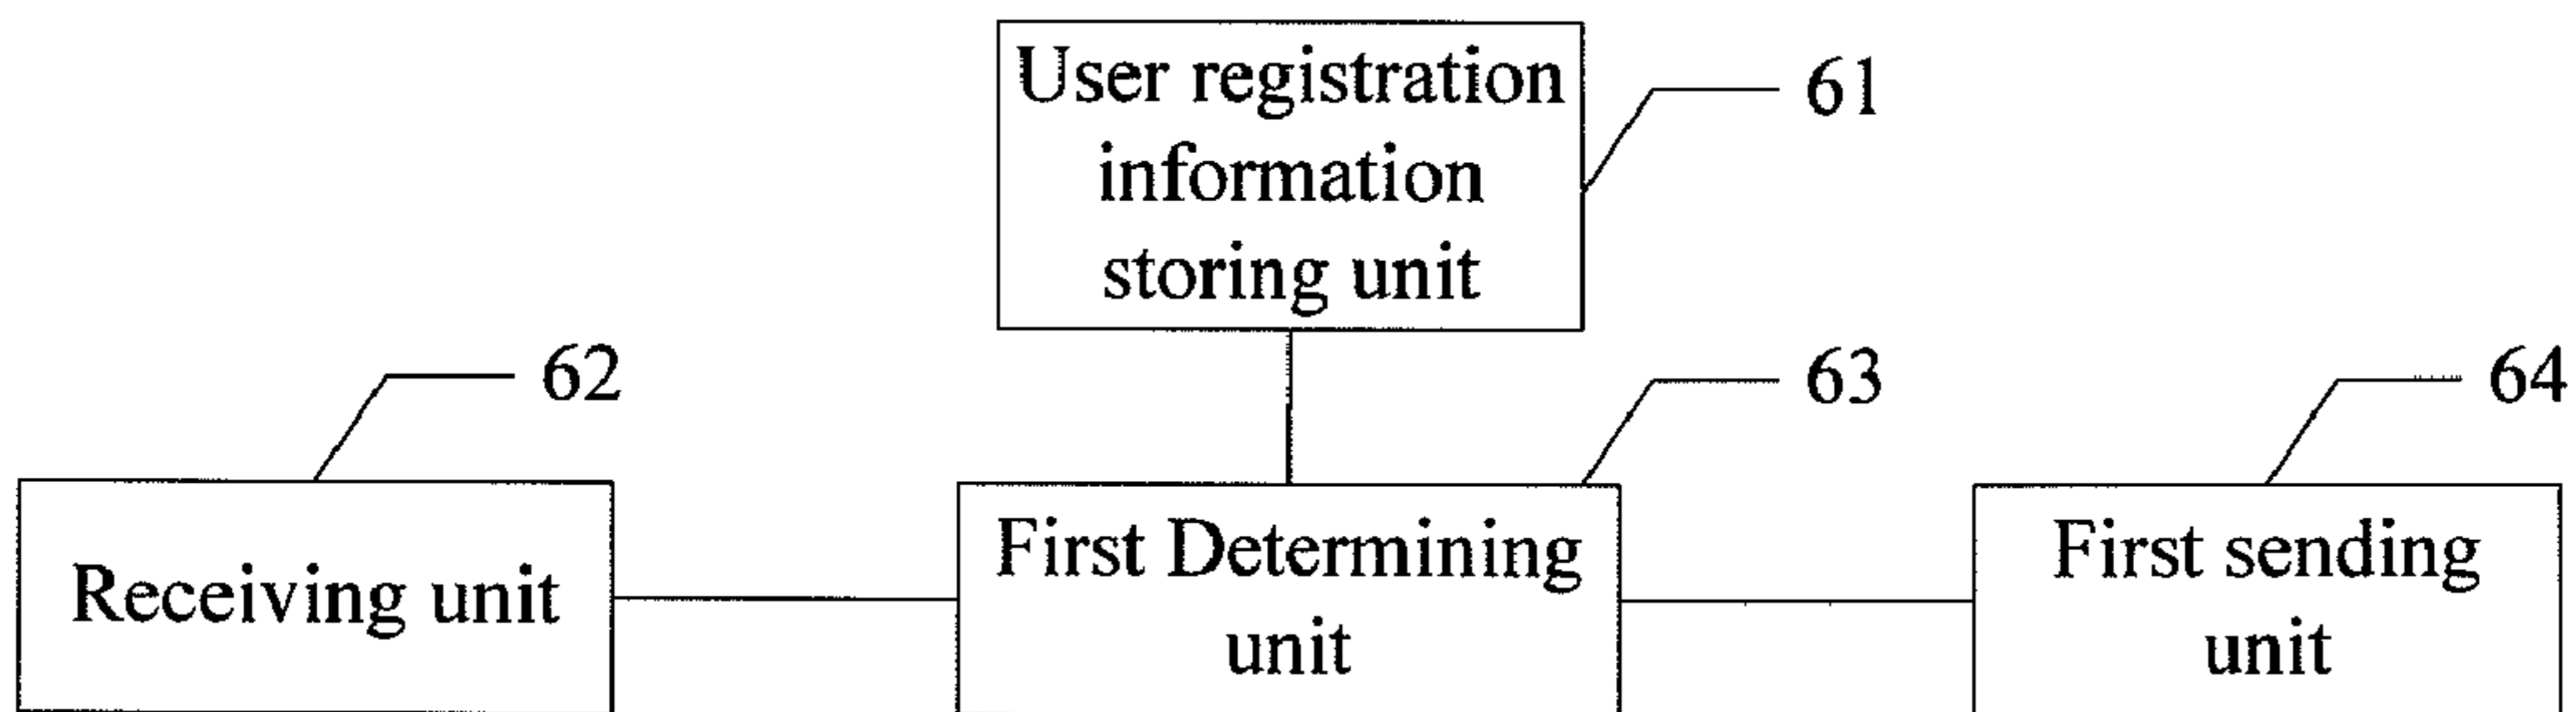 User registration
information
storing unit
61
62
63
64
Receiving unit
First Determining
unit
First sending
unit